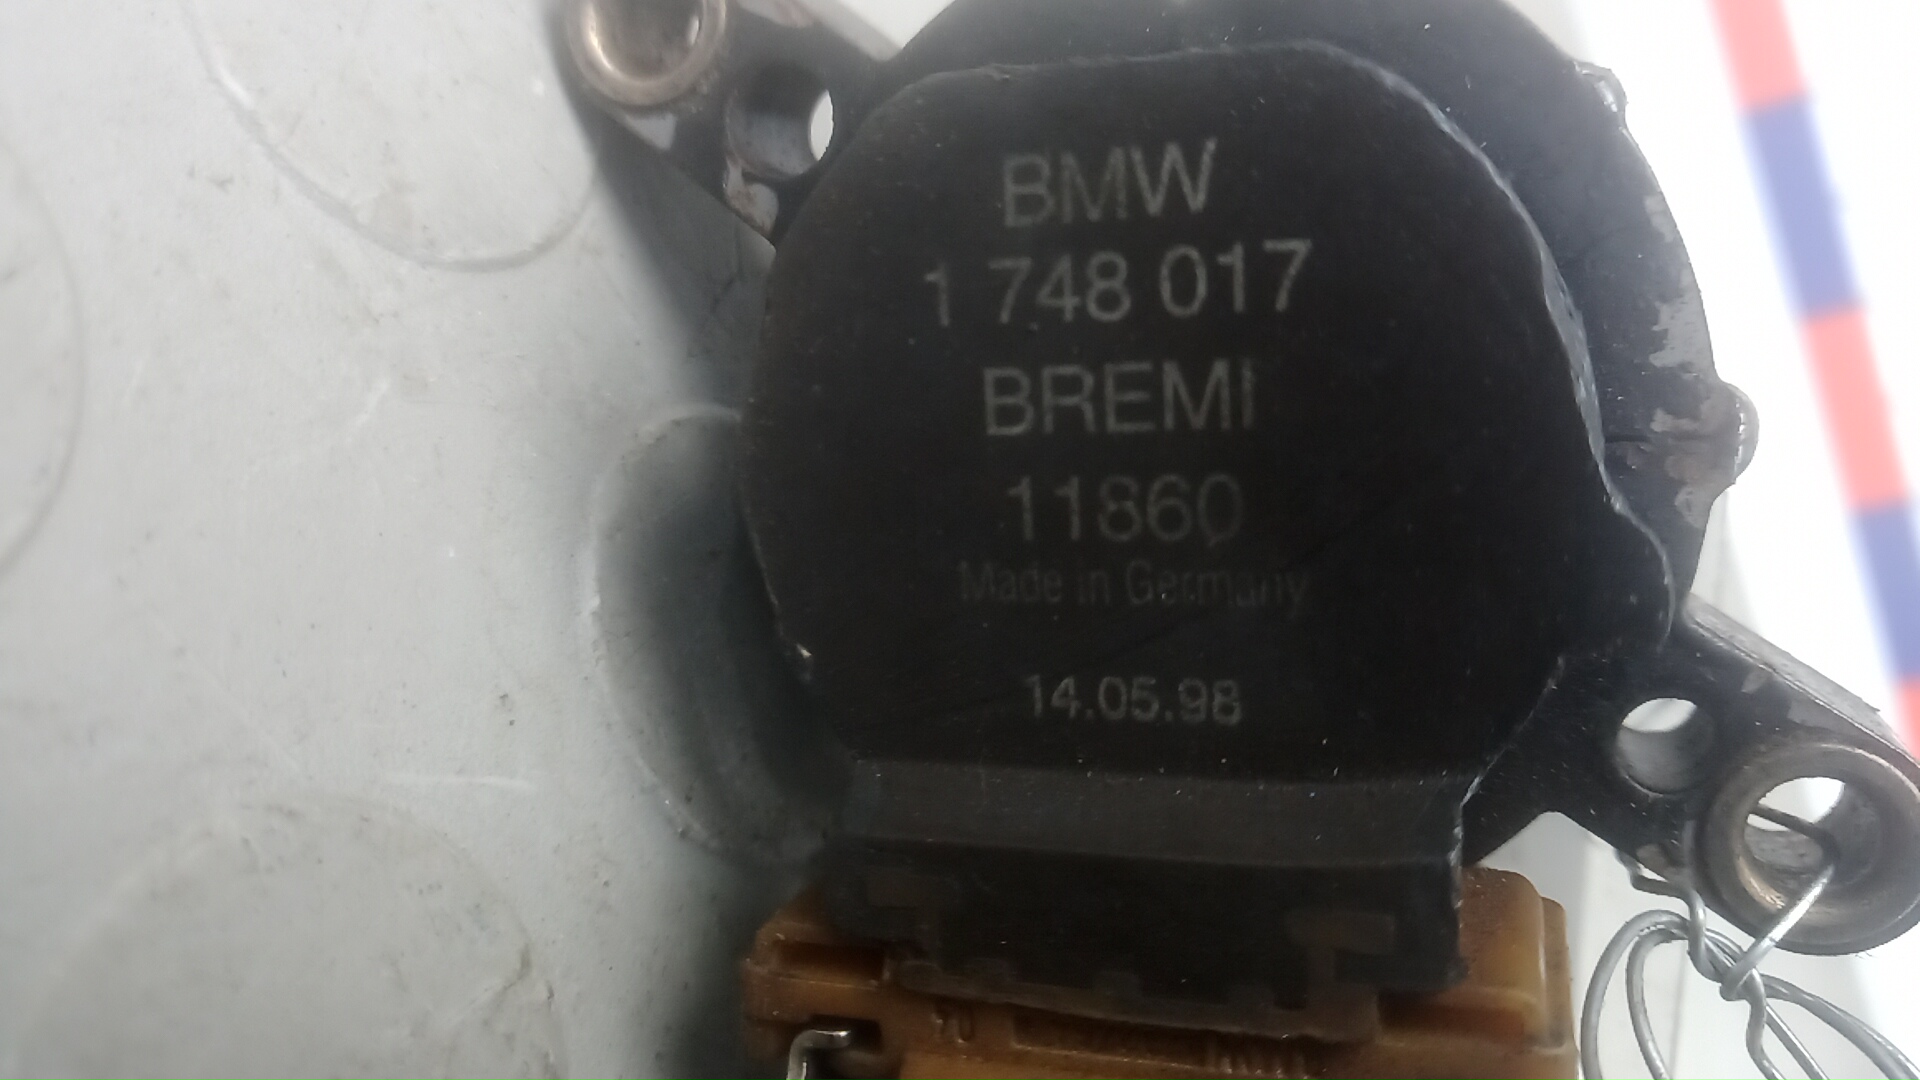 BMW
1 748 017
BREMI
11860
Made in Germany
14.05.98